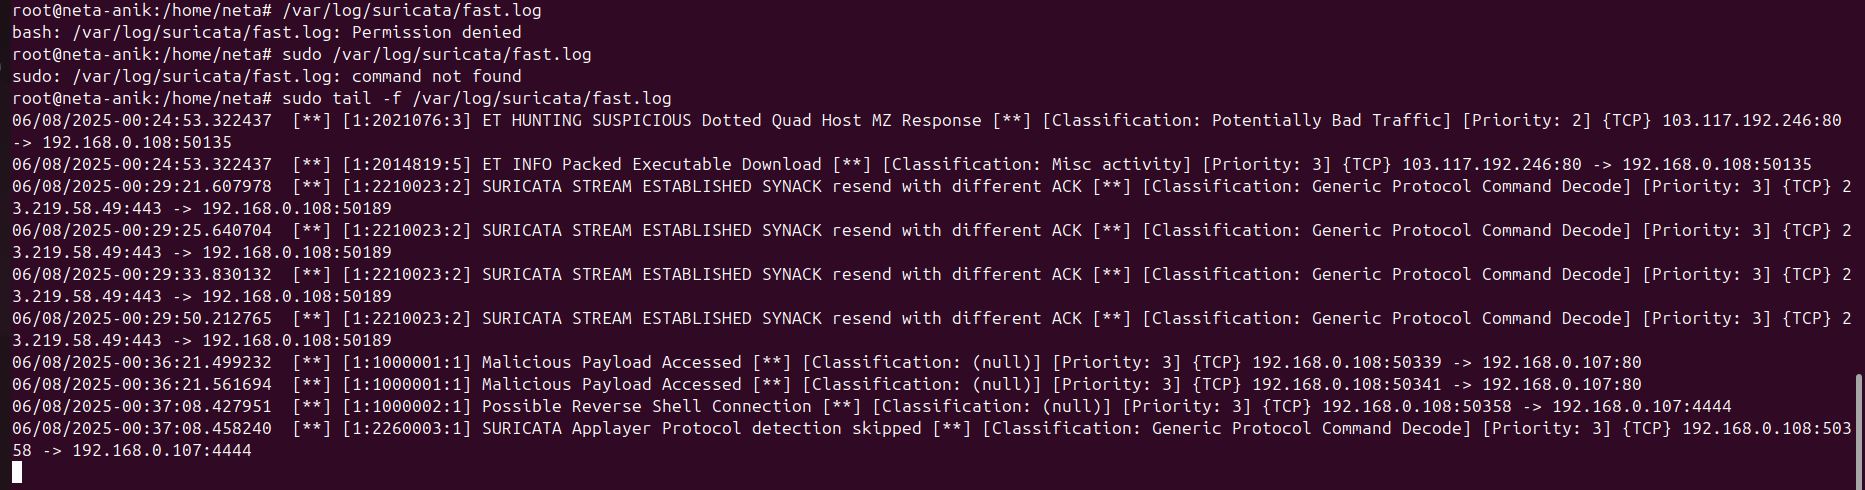 root@neta-anik:/home/neta# /var/log/suricata/fast.log
bash: /var/log/suricata/fast.log: Permission denied
root@neta-anik:/home/neta# sudo /var/log/suricata/fast.log
sudo: /var/log/suricata/fast.log: command not found
root@neta-anik:/home/neta# sudo tail -f /var/log/suricata/fast.log
06/08/2025-00:24:53.322437  [**] [1:2021076:3] ET HUNTING SUSPICIOUS Dotted Quad Host MZ Response [**] [Classification: Potentially Bad Traffic] [Priority: 2] {TCP} 103.117.192.246:80
-> 192.168.0.108:50135
06/08/2025-00:24:53.322437  [**] [1:2014819:5] ET INFO Packed Executable Download [**] [Classification: Misc activity] [Priority: 3] {TCP} 103.117.192.246:80 -> 192.168.0.108:50135
06/08/2025-00:29:21.607978  [**] [1:2210023:2] SURICATA STREAM ESTABLISHED SYNACK resend with different ACK [**] [Classification: Generic Protocol Command Decode] [Priority: 3] {TCP} 2
3.219.58.49:443 -> 192.168.0.108:50189
06/08/2025-00:29:25.640704  [**] [1:2210023:2] SURICATA STREAM ESTABLISHED SYNACK resend with different ACK [**] [Classification: Generic Protocol Command Decode] [Priority: 3] {TCP} 2
3.219.58.49:443 -> 192.168.0.108:50189
06/08/2025-00:29:33.830132  [**] [1:2210023:2] SURICATA STREAM ESTABLISHED SYNACK resend with different ACK [**] [Classification: Generic Protocol Command Decode] [Priority: 3] {TCP} 2
3.219.58.49:443 -> 192.168.0.108:50189
06/08/2025-00:29:50.212765  [**] [1:2210023:2] SURICATA STREAM ESTABLISHED SYNACK resend with different ACK [**] [Classification: Generic Protocol Command Decode] [Priority: 3] {TCP} 2
3.219.58.49:443 -> 192.168.0.108:50189
06/08/2025-00:36:21.499232  [**] [1:1000001:1] Malicious Payload Accessed [**] [Classification: (null)] [Priority: 3] {TCP} 192.168.0.108:50339 -> 192.168.0.107:80
06/08/2025-00:36:21.561694  [**] [1:1000001:1] Malicious Payload Accessed [**] [Classification: (null)] [Priority: 3] {TCP} 192.168.0.108:50341 -> 192.168.0.107:80
06/08/2025-00:37:08.427951  [**] [1:1000002:1] Possible Reverse Shell Connection [**] [Classification: (null)] [Priority: 3] {TCP} 192.168.0.108:50358 -> 192.168.0.107:4444
06/08/2025-00:37:08.458240  [**] [1:2260003:1] SURICATA Applayer Protocol detection skipped [**] [Classification: Generic Protocol Command Decode] [Priority: 3] {TCP} 192.168.0.108:503
58 -> 192.168.0.107:4444